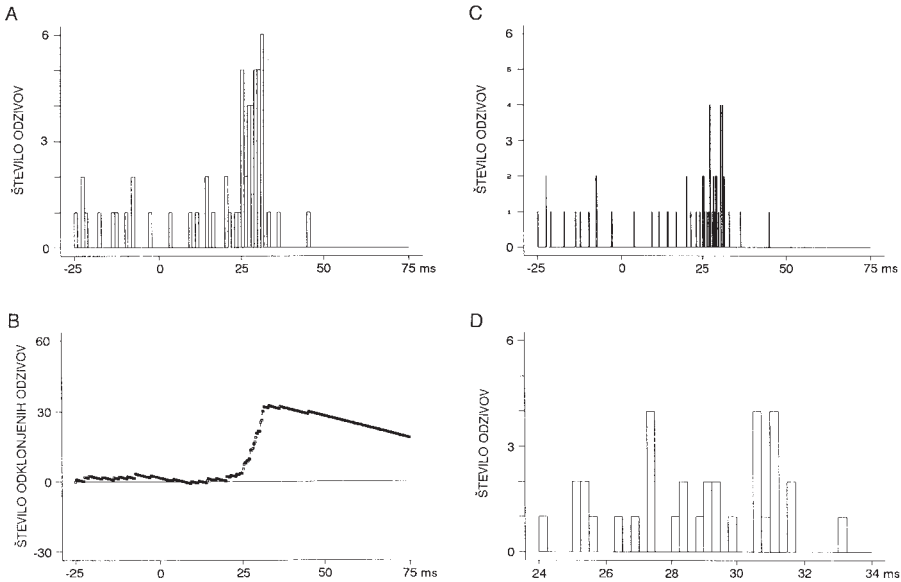 A
ŠTEVILO ODZIVOV
6
3
0
-25 0 25 50 75 ms
C
ŠTEVILO ODZIVOV
6
5
4
3
2
1
0
-25 0 25 50 75 ms
B
ŠTEVILO ODKLONJENIH ODZIVOV
60
30
0
-30
-25 0 25 50 75 ms
D
ŠTEVILO ODZIVOV
6
3
0
24 26 28 30 32 34 ms